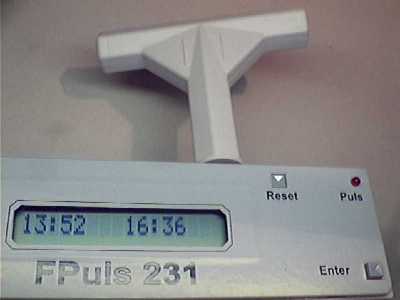 Reset Puls
13:52 16:36
FPuls 231 Enter